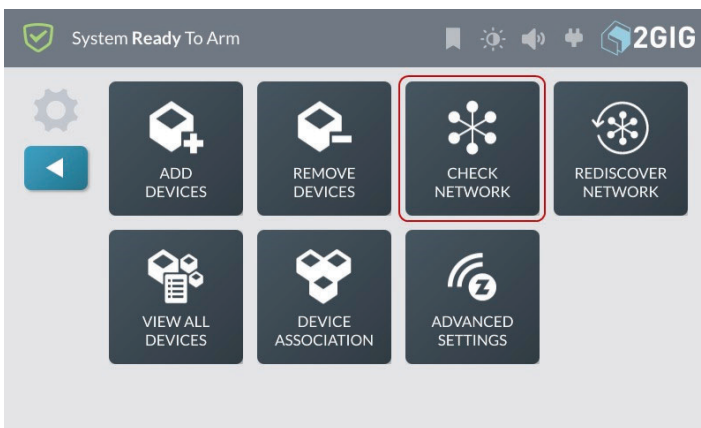 System Ready To Arm
2GIG
ADD
DEVICES
REMOVE
DEVICES
CHECK
NETWORK
REDISCOVER
NETWORK
VIEW ALL
DEVICES
DEVICE
ASSOCIATION
Z
ADVANCED
SETTINGS